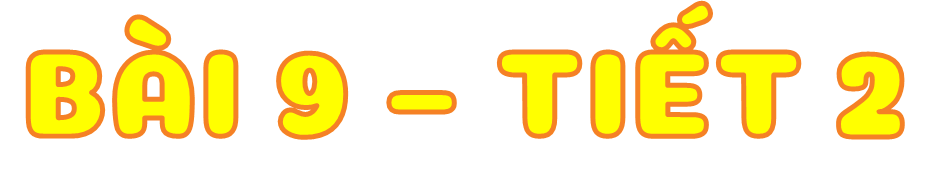 BÀI 9 – TIẾT 2